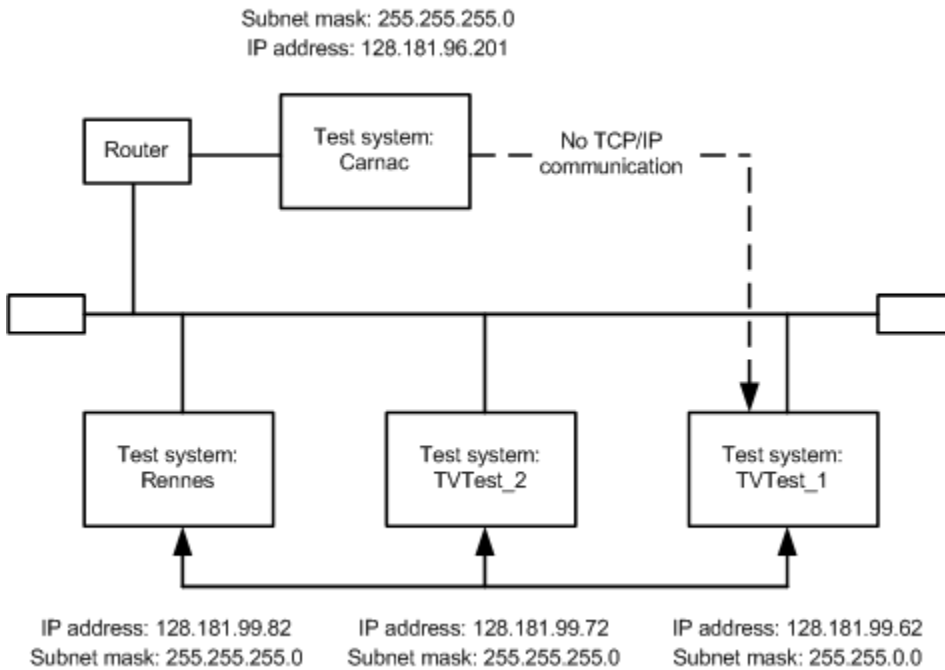 Subnet mask: 255.255.255.0
IP address: 128.181.96.201
Router
Test system:
Carnac
No TCP/IP
communication
Test system:
Rennes
Test system:
TVTest_2
Test system:
TVTest_1
IP address: 128.181.99.82
Subnet mask: 255.255.255.0
IP address: 128.181.99.72
Subnet mask: 255.255.255.0
IP address: 128.181.99.62
Subnet mask: 255.255.0.0